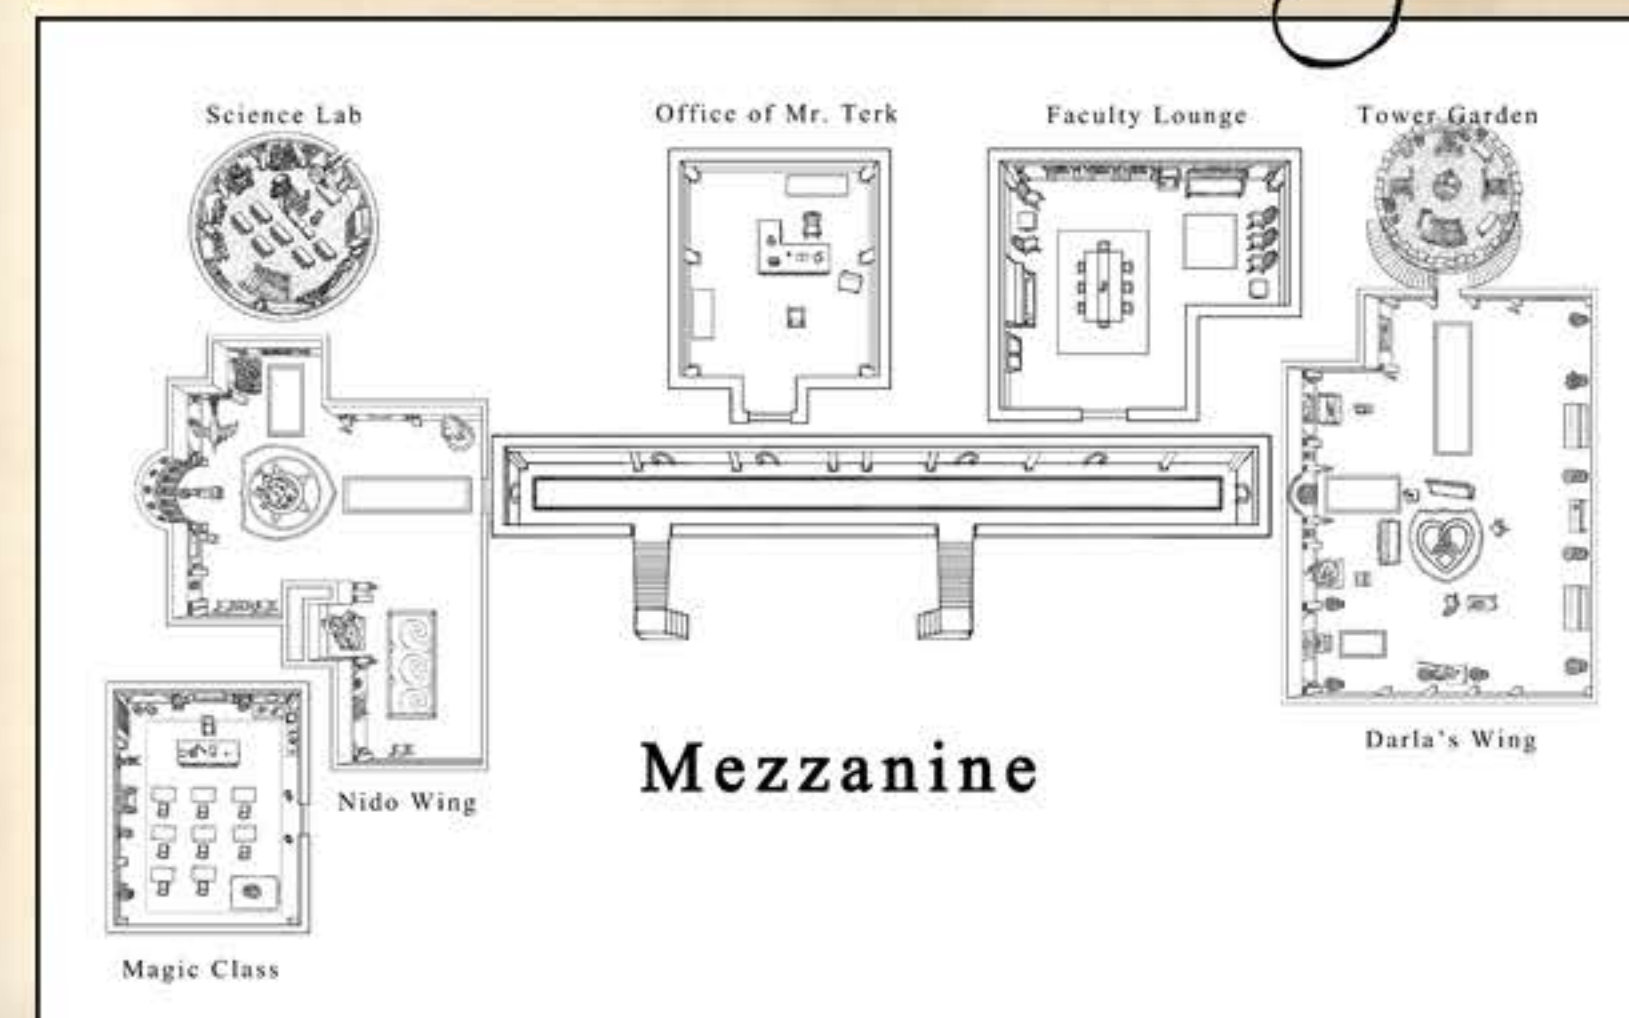 Science Lab
Office of Mr. Terk
Faculty Lounge
Tower Garden
Darla's Wing
Mezzanine
Nido Wing
Magic Class